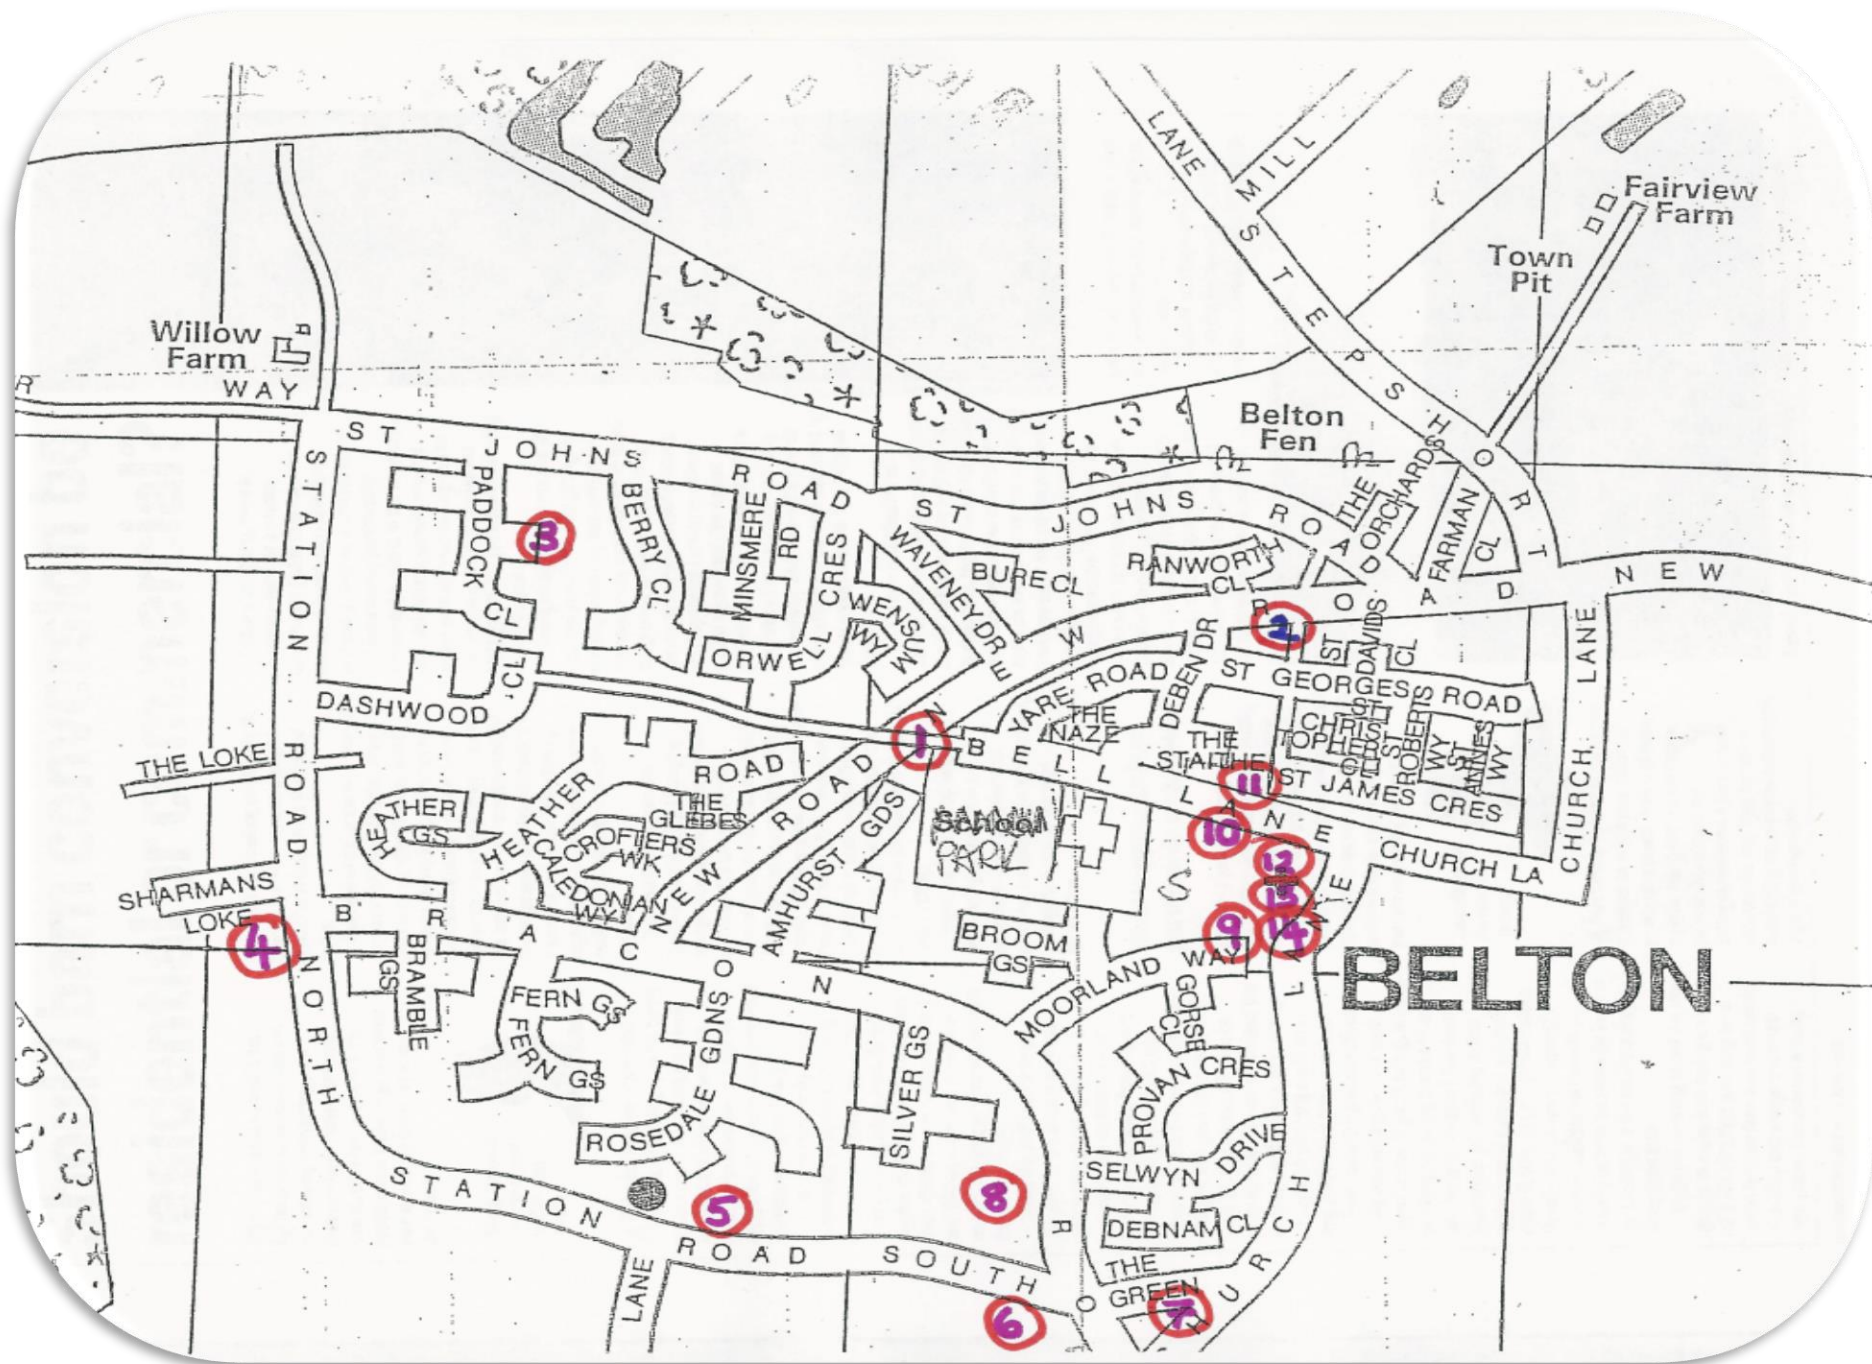 LANE
MILL
STEPSHORT
Fairview
Farm
Town
Pit
Willow
Farm
R
WAY
Belton
Fen
ST JOHNS ROAD
ST JOHNS ROAD
STATION ROAD NORTH
PADDOCK
CL
3
BERRY CL
MINSMERE
RD
ORWELL CRES
WENSUM
WY
WAVENEY DRE
BURE CL
RANWORTH
CL
THE
ORCHARDS
FARMAN
CL
NEW ROAD
NEW
2
ST
DAVIDS
CL
DASHWOOD
CL
YARE ROAD
THE
NAZE
DEBEN DR
ST GEORGES ROAD
ST
CHRIS
TOPHER
CL
ST
ROBERTS
WY
ST
ANNES
WY
CHURCH LANE
1
BELL LANE
THE
STAITHE
11
ST JAMES CRES
THE LOKE
HEATHER ROAD
HEATHER
GS
THE
GLEBES
CROFTERS
WK
CALEDONIAN
WY
NEW ROAD
AMHURST GDS
School
PARK
10
12
13
CHURCH LA
SHARMANS
LOKE
4
BRACON ROAD
BRAMBLE
GS
BROOM
GS
9
14
MOORLAND WAY
GORSE
CL
BELTON
FERN GS
FERN GS
ROSEDALE GDNS
SILVER GS
PROVAN CRES
SELWYN DRIVE
DEBNAM CL
CHURCH LANE
8
5
STATION ROAD SOUTH
LANE
THE
GREEN
7
6